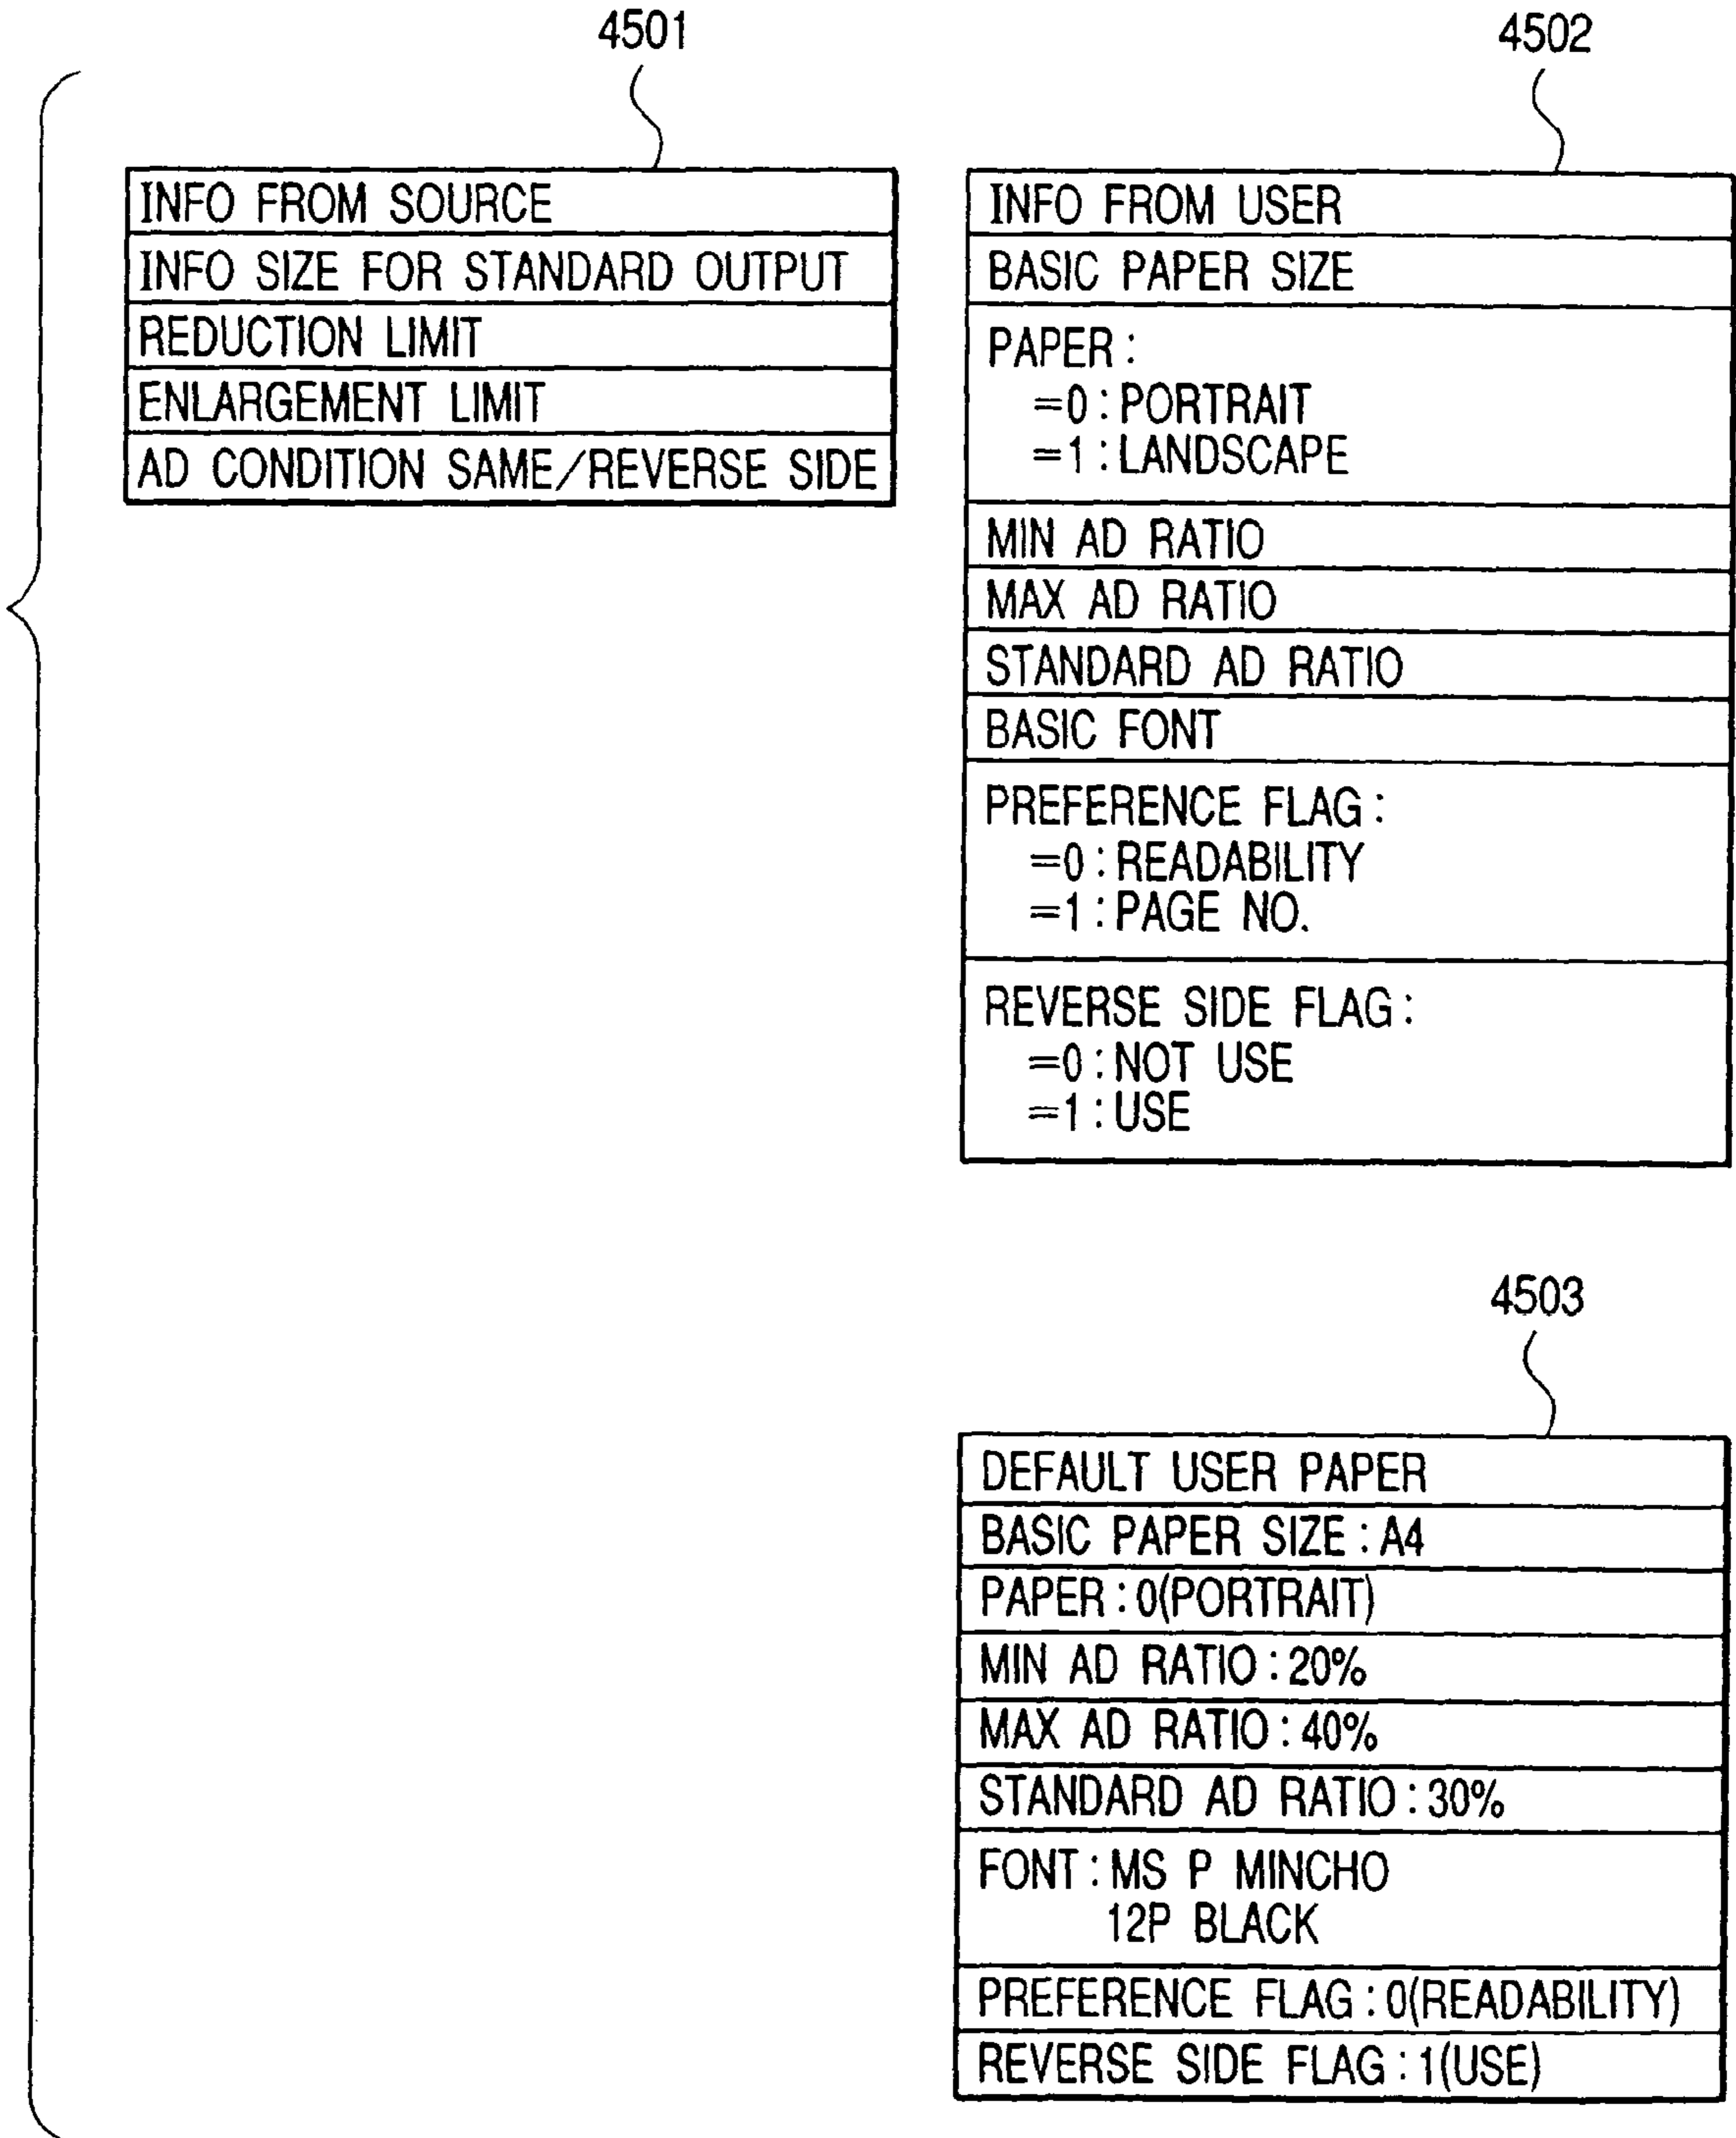 4501
INFO FROM SOURCE
INFO SIZE FOR STANDARD OUTPUT
REDUCTION LIMIT
ENLARGEMENT LIMIT
AD CONDITION SAME/REVERSE SIDE
4502
INFO FROM USER
BASIC PAPER SIZE
PAPER :
=0 : PORTRAIT
=1 : LANDSCAPE
MIN AD RATIO
MAX AD RATIO
STANDARD AD RATIO
BASIC FONT
PREFERENCE FLAG :
=0 : READABILITY
=1 : PAGE NO.
REVERSE SIDE FLAG :
=0 : NOT USE
=1 : USE
4503
DEFAULT USER PAPER
BASIC PAPER SIZE : A4
PAPER : 0(PORTRAIT)
MIN AD RATIO : 20%
MAX AD RATIO : 40%
STANDARD AD RATIO : 30%
FONT : MS P MINCHO
12P BLACK
PREFERENCE FLAG : 0(READABILITY)
REVERSE SIDE FLAG : 1(USE)